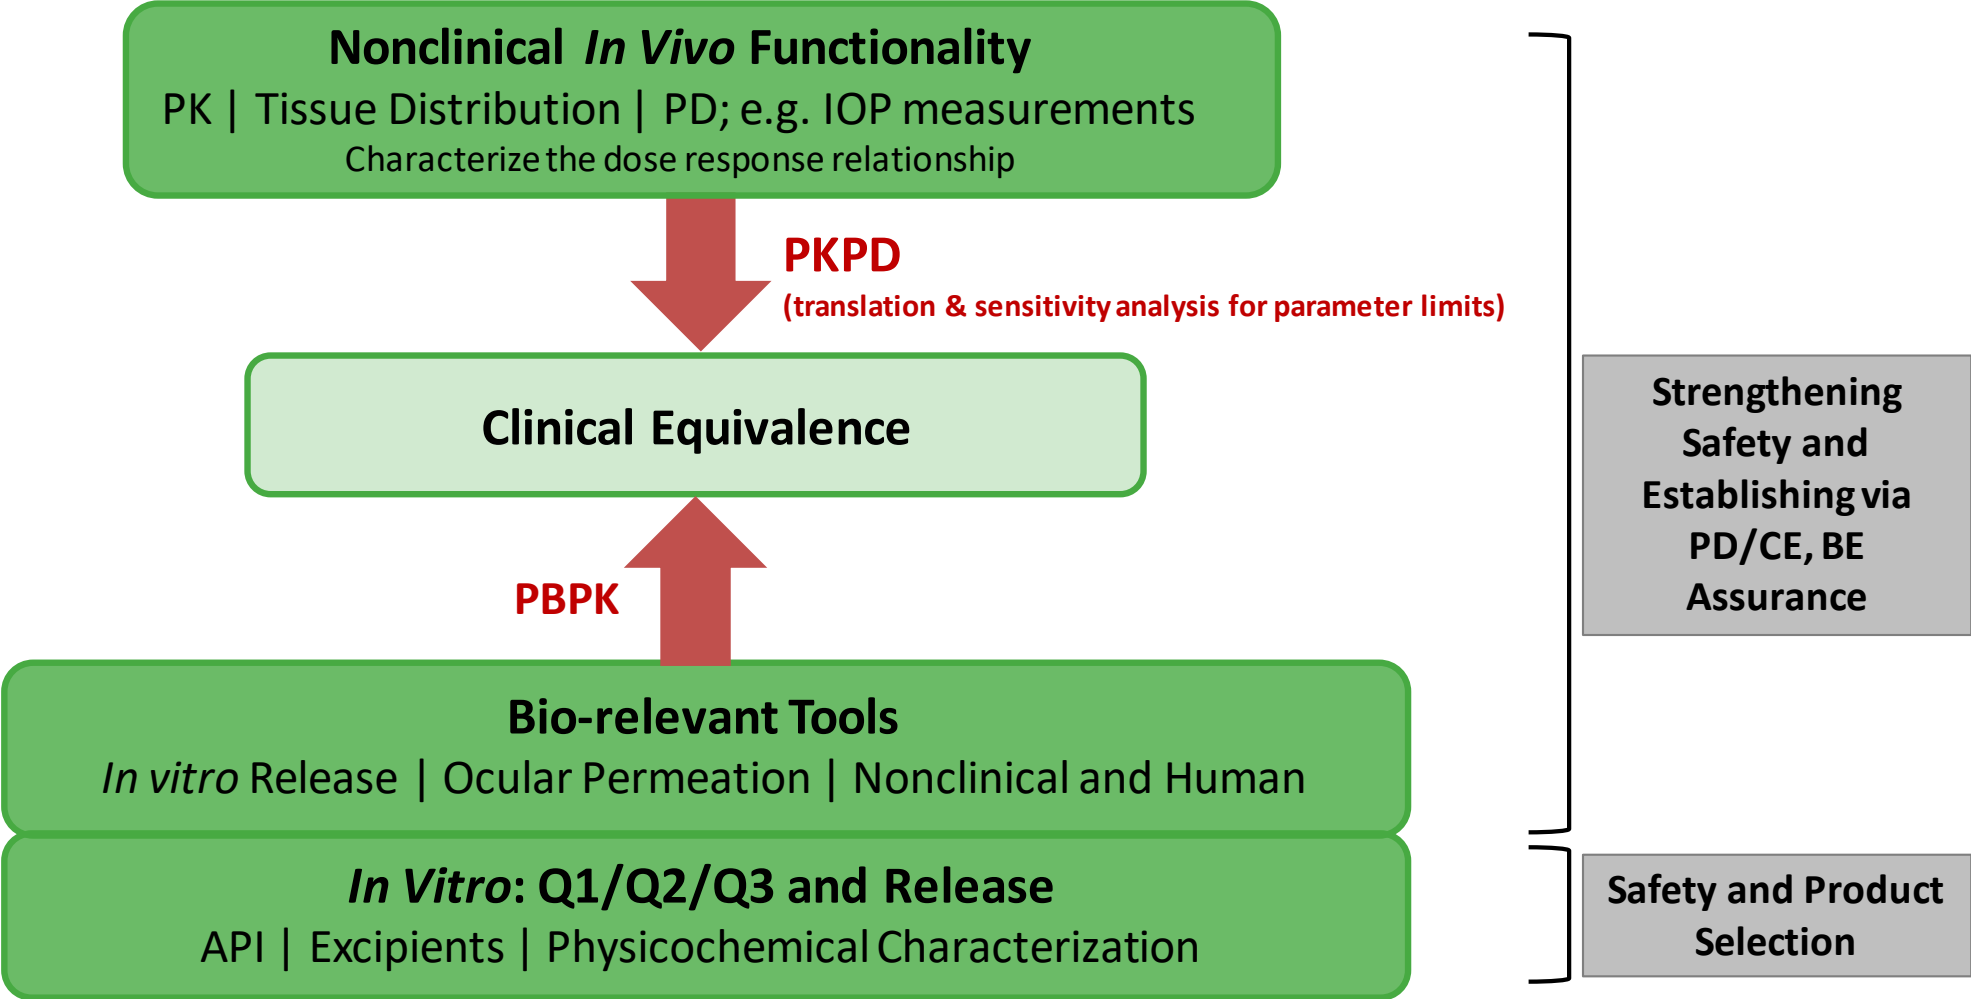 Nonclinical In Vivo Functionality
PK | Tissue Distribution | PD; e.g. IOP measurements
Characterize the dose response relationship
PKPD
(translation & sensitivity analysis for parameter limits)
Clinical Equivalence
PBPK
Bio-relevant Tools
In vitro Release | Ocular Permeation | Nonclinical and Human
In Vitro: Q1/Q2/Q3 and Release
API | Excipients | Physicochemical Characterization
Strengthening
Safety and
Establishing via
PD/CE, BE
Assurance
Safety and Product
Selection